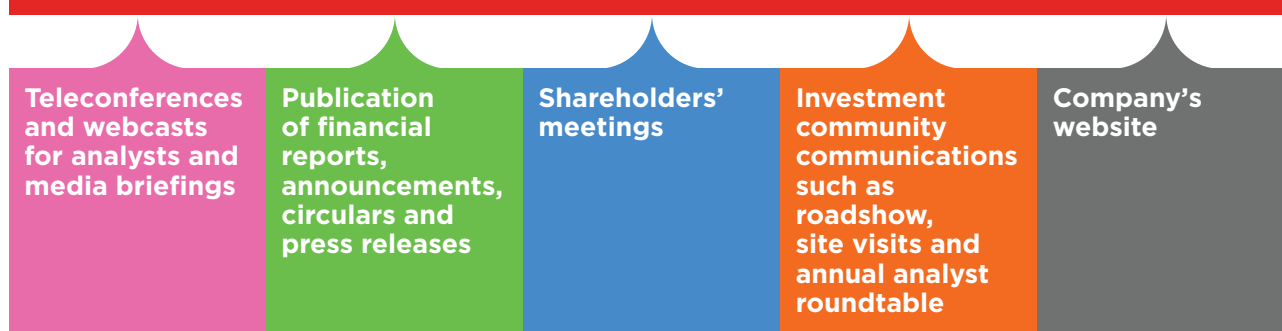 Teleconferences
and webcasts
for analysts and
media briefings
Publication
of financial
reports,
announcements,
circulars and
press releases
Shareholders’
meetings
Investment
community
communications
such as
roadshow,
site visits and
annual analyst
roundtable
Company’s
website